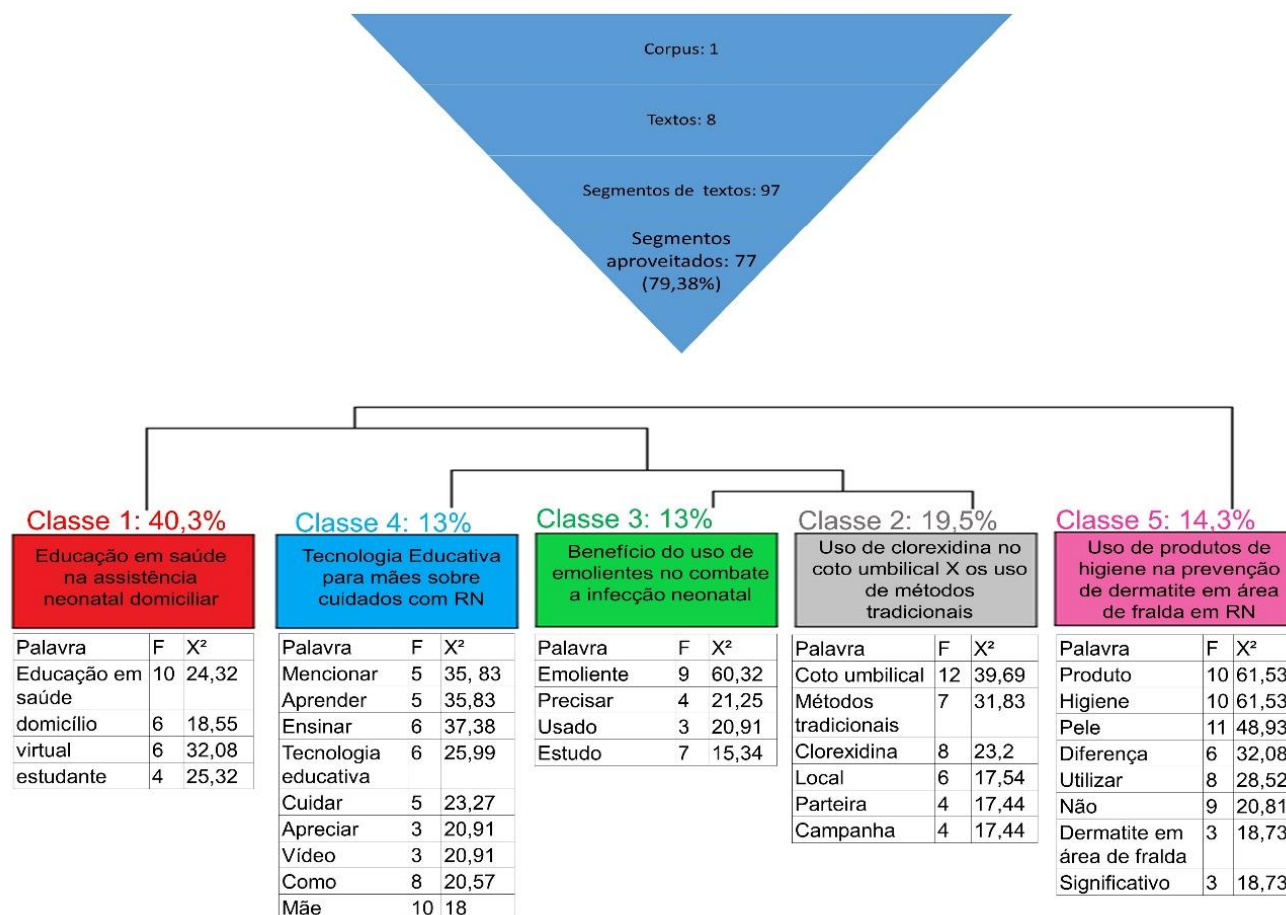 Corpus: 1
Textos: 8
Segmentos de textos: 97
Segmentos
aproveitados: 77
(79,38%)
Classe 1: 40,3%
Educação em saúde
na assistência
neonatal domiciliar
Palavra F X²
Educação em 10 24,32
saúde
domicílio 6 18,55
virtual 6 32,08
estudante 4 25,32
Classe 4: 13%
Tecnologia Educativa
para mães sobre
cuidados com RN
Palavra F X²
Mencionar 5 35, 83
Aprender 5 35,83
Ensinar 6 37,38
Tecnologia 6 25,99
educativa
Cuidar 5 23,27
Apreciar 3 20,91
Vídeo 3 20,91
Como 8 20,57
Mãe 10 18
Classe 3: 13%
Benefício do uso de
emolientes no combate
a infecção neonatal
Palavra F X²
Emoliente 9 60,32
Precisar 4 21,25
Usado 3 20,91
Estudo 7 15,34
Classe 2: 19,5%
Uso de clorexidina no
coto umbilical X os uso
de métodos
tradicionais
Palavra F X²
Coto umbilical 12 39,69
Métodos 7 31,83
tradicionais
Clorexidina 8 23,2
Local 6 17,54
Parteira 4 17,44
Campanha 4 17,44
Classe 5: 14,3%
Uso de produtos de
higiene na prevenção
de dermatite em área
de fralda em RN
Palavra F X²
Produto 10 61,53
Higiene 10 61,53
Pele 11 48,93
Diferença 6 32,08
Utilizar 8 28,52
Não 9 20,81
Dermatite em 3 18,73
área de fralda
Significativo 3 18,73